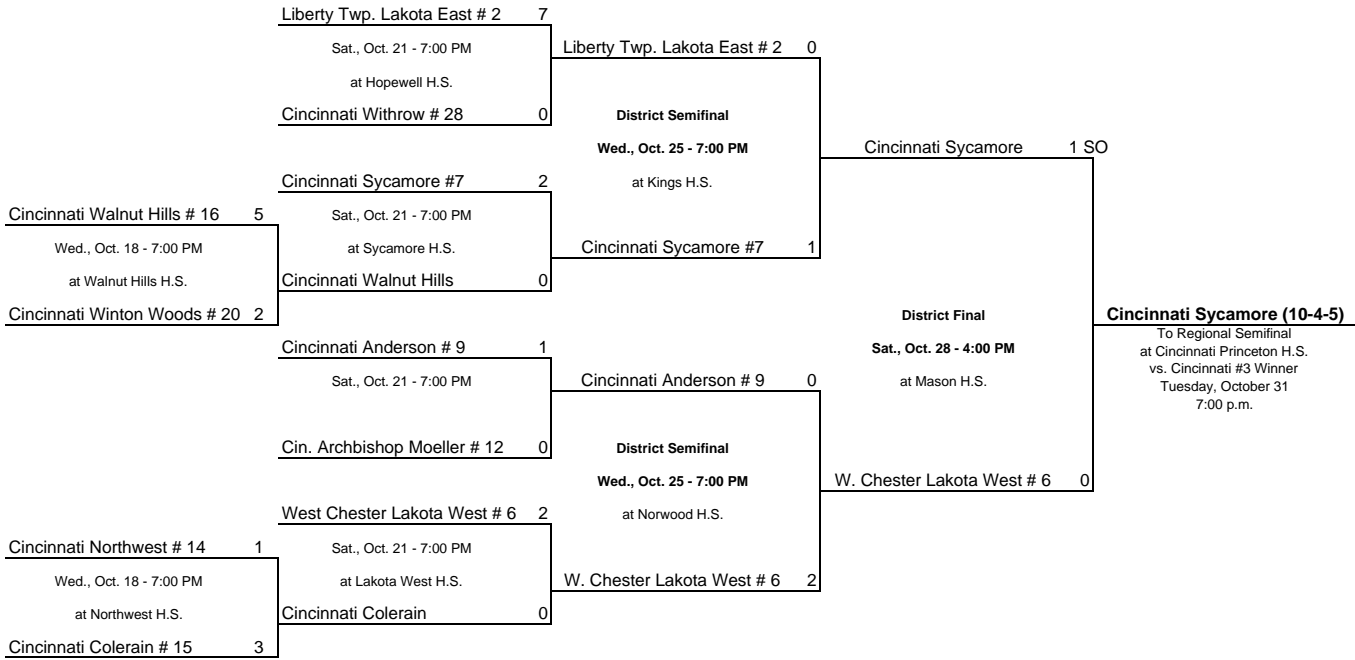 Liberty Twp. Lakota East # 2 7
Sat., Oct. 21 - 7:00 PM
at Hopewell H.S.
Cincinnati Withrow # 28 0
Cincinnati Sycamore #7 2
Cincinnati Walnut Hills # 16 5
Wed., Oct. 18 - 7:00 PM
at Walnut Hills H.S.
Cincinnati Winton Woods # 20 2
Sat., Oct. 21 - 7:00 PM
at Sycamore H.S.
Cincinnati Walnut Hills 0
Cincinnati Anderson # 9 1
Sat., Oct. 21 - 7:00 PM
Cin. Archbishop Moeller # 12 0
West Chester Lakota West # 6 2
Cincinnati Northwest # 14 1
Wed., Oct. 18 - 7:00 PM
at Northwest H.S.
Cincinnati Colerain # 15 3
Sat., Oct. 21 - 7:00 PM
at Lakota West H.S.
Cincinnati Colerain 0
Liberty Twp. Lakota East # 2 0
District Semifinal
Wed., Oct. 25 - 7:00 PM
at Kings H.S.
Cincinnati Sycamore #7 1
Cincinnati Anderson # 9 0
District Semifinal
Wed., Oct. 25 - 7:00 PM
at Norwood H.S.
W. Chester Lakota West # 6 2
Cincinnati Sycamore 1 SO
District Final
Sat., Oct. 28 - 4:00 PM
at Mason H.S.
W. Chester Lakota West # 6 0
Cincinnati Sycamore (10-4-5)
To Regional Semifinal
at Cincinnati Princeton H.S.
vs. Cincinnati #3 Winner
Tuesday, October 31
7:00 p.m.